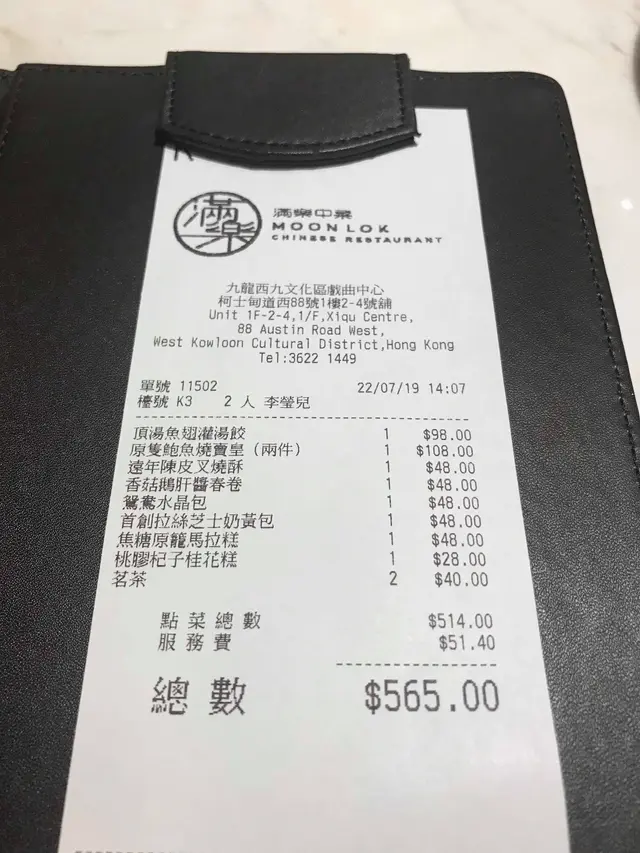 滿樂
滿樂中菜
MOON LOK
CHINESE RESTAURANT
九龍西九文化區戲曲中心
柯士甸道西88號1樓2-4號舖
Unit 1F-2-4,1/F,Xiqu Centre,
88 Austin Road West,
West Kowloon Cultural District,Hong Kong
Tel:3622 1449
單號 11502 22/07/19 14:07
檯號 K3 2 人 李瑩兒
頂湯魚翅灌湯餃 1 $98.00
原隻鮑魚燒賣皇(兩件) 1 $108.00
遠年陳皮叉燒酥 1 $48.00
香菇鵝肝醬春卷 1 $48.00
鴛鴦水晶包 1 $48.00
首創拉絲芝士奶黃包 1 $48.00
焦糖原籠馬拉糕 1 $48.00
桃膠杞子桂花糕 1 $28.00
茗茶 2 $40.00
點菜總數 $514.00
服務費 $51.40
總數 $565.00